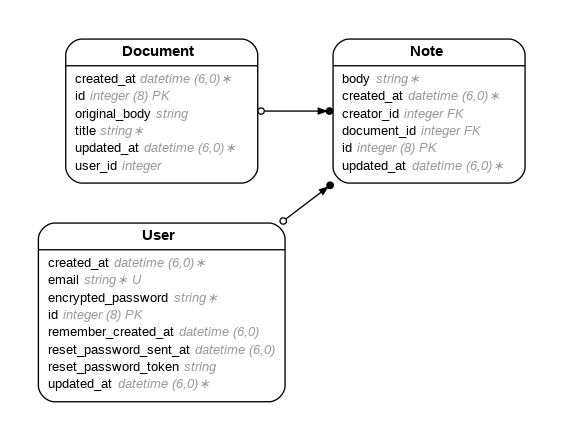 Document
created_at datetime (6,0)∗
id integer (8) PK
original_body string
title string∗
updated_at datetime (6,0)∗
user_id integer
Note
body string∗
created_at datetime (6,0)∗
creator_id integer FK
document_id integer FK
id integer (8) PK
updated_at datetime (6,0)∗
User
created_at datetime (6,0)∗
email string∗ U
encrypted_password string∗
id integer (8) PK
remember_created_at datetime (6,0)
reset_password_sent_at datetime (6,0)
reset_password_token string
updated_at datetime (6,0)∗